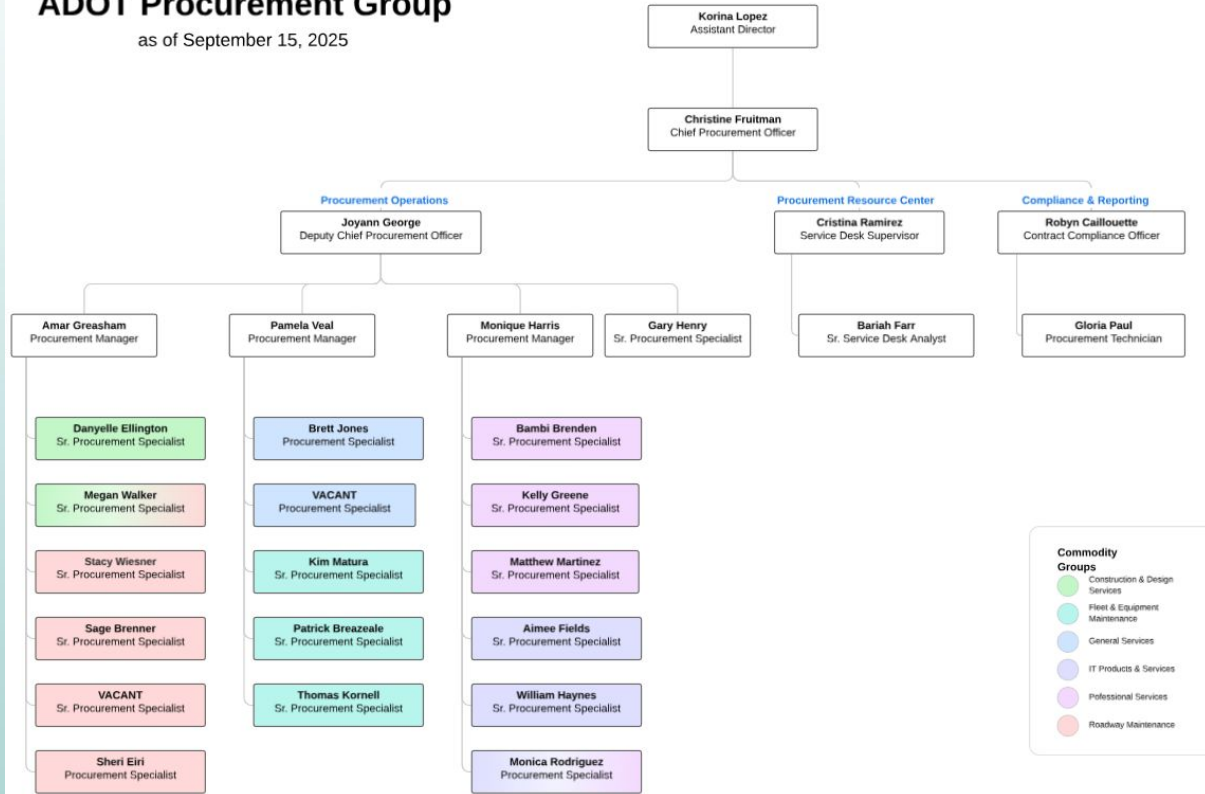 ADOT Procurement Group
as of September 15, 2025
Korina Lopez
Assistant Director
Christine Fruitman
Chief Procurement Officer
Procurement Operations
Joyann George
Deputy Chief Procurement Officer
Procurement Resource Center
Cristina Ramirez
Service Desk Supervisor
Compliance & Reporting
Robyn Caillouette
Contract Compliance Officer
Amar Greasham
Procurement Manager
Pamela Veal
Procurement Manager
Monique Harris
Procurement Manager
Gary Henry
Sr. Procurement Specialist
Bariah Farr
Sr. Service Desk Analyst
Gloria Paul
Procurement Technician
Danyelle Ellington
Sr. Procurement Specialist
Megan Walker
Sr. Procurement Specialist
Stacy Wiesner
Sr. Procurement Specialist
Sage Brenner
Sr. Procurement Specialist
VACANT
Sr. Procurement Specialist
Sheri Eiri
Procurement Specialist
Brett Jones
Procurement Specialist
VACANT
Procurement Specialist
Kim Matura
Sr. Procurement Specialist
Patrick Breazeale
Sr. Procurement Specialist
Thomas Kornell
Sr. Procurement Specialist
Bambi Brenden
Sr. Procurement Specialist
Kelly Greene
Sr. Procurement Specialist
Matthew Martinez
Sr. Procurement Specialist
Aimee Fields
Sr. Procurement Specialist
William Haynes
Sr. Procurement Specialist
Monica Rodriguez
Procurement Specialist
Commodity
Groups
Construction & Design
Services
Fleet & Equipment
Maintenance
General Services
IT Products & Services
Pofessional Services
Roadway Maintenance